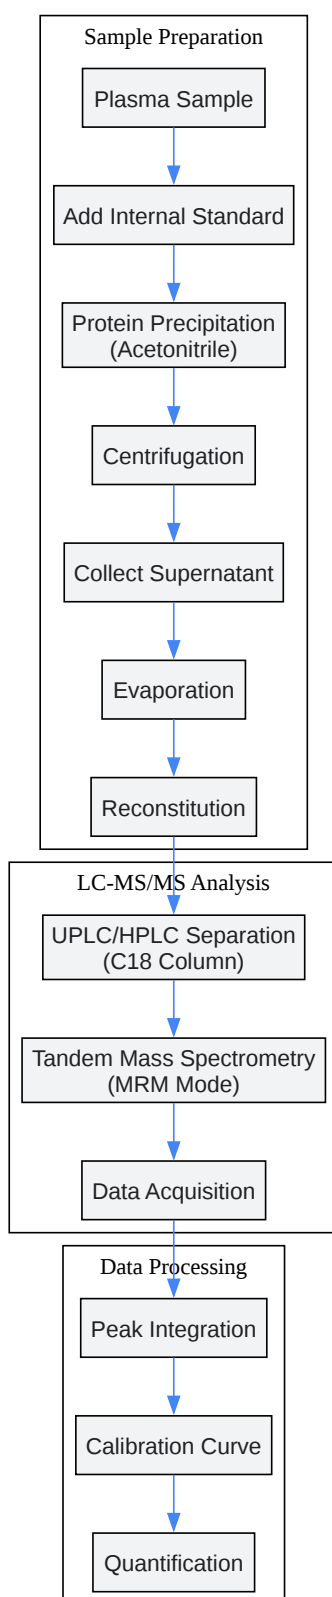 Sample Preparation
Plasma Sample
Add Internal Standard
Protein Precipitation
(Acetonitrile)
Centrifugation
Collect Supernatant
Evaporation
Reconstitution
LC-MS/MS Analysis
UPLC/HPLC Separation
(C18 Column)
Tandem Mass Spectrometry
(MRM Mode)
Data Acquisition
Data Processing
Peak Integration
Calibration Curve
Quantification